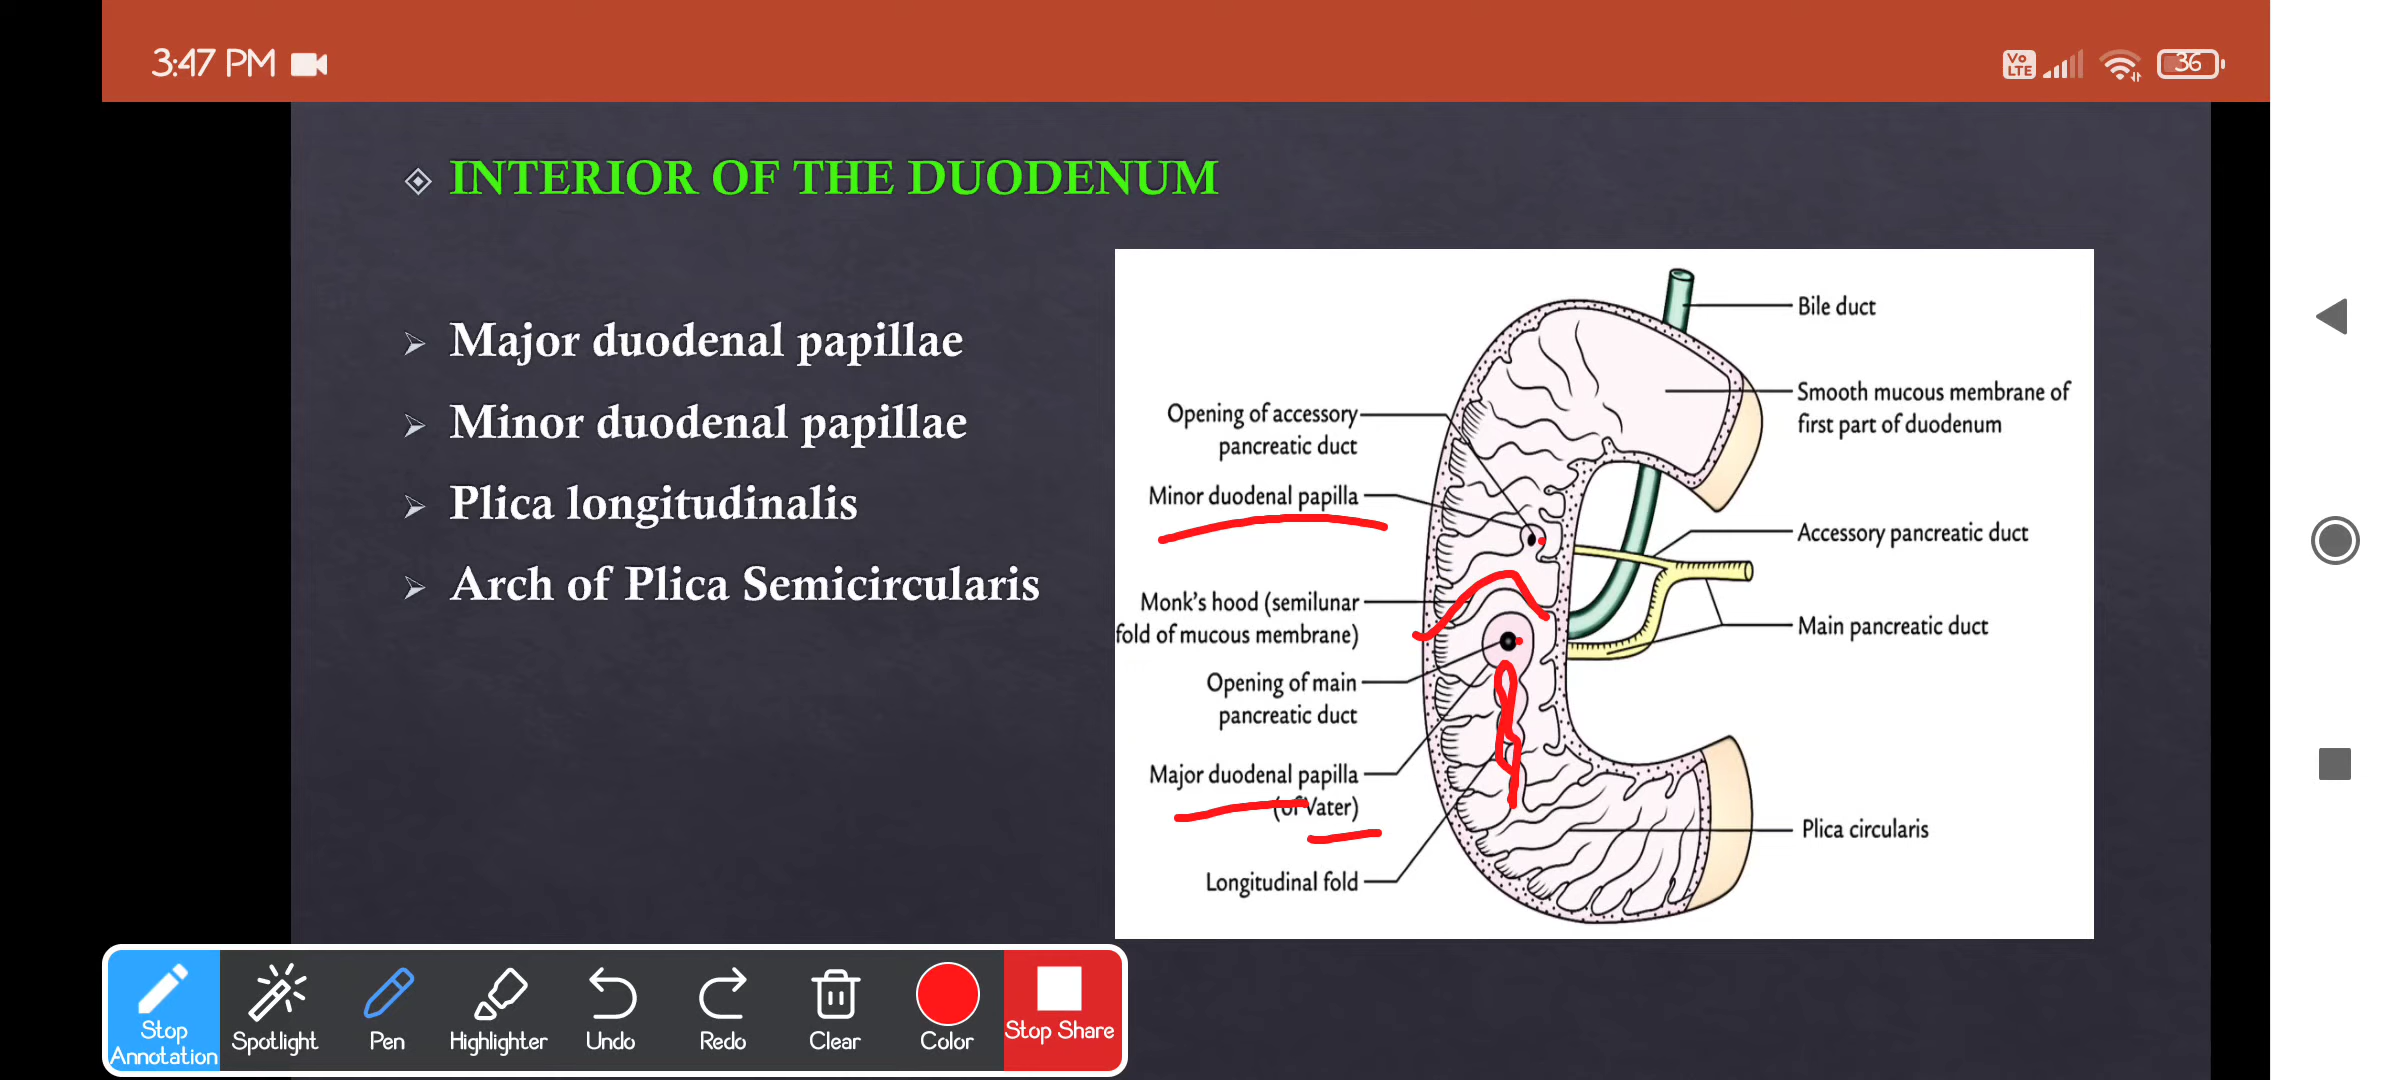 3:47 PM
Vo LTE
36
INTERIOR OF THE DUODENUM
Major duodenal papillae
Minor duodenal papillae
Plica longitudinalis
Arch of Plica Semicircularis
Bile duct
Smooth mucous membrane of
first part of duodenum
Opening of accessory
pancreatic duct
Minor duodenal papilla
Accessory pancreatic duct
Monk's hood (semilunar
fold of mucous membrane)
Main pancreatic duct
Opening of main
pancreatic duct
Major duodenal papilla
(of Vater)
Plica circularis
Longitudinal fold
Stop
Annotation
Spotlight
Pen
Highlighter
Undo
Redo
Clear
Color
Stop Share